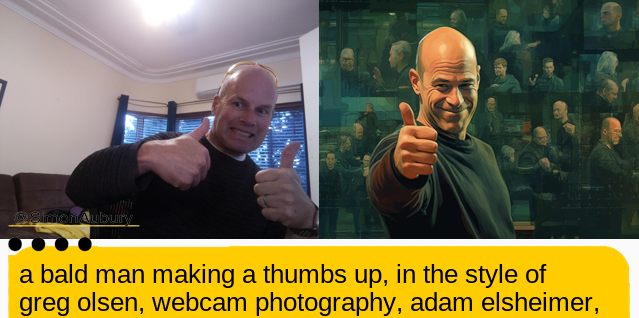 @SimonAubury
a bald man making a thumbs up, in the style of
greg olsen, webcam photography, adam elsheimer,